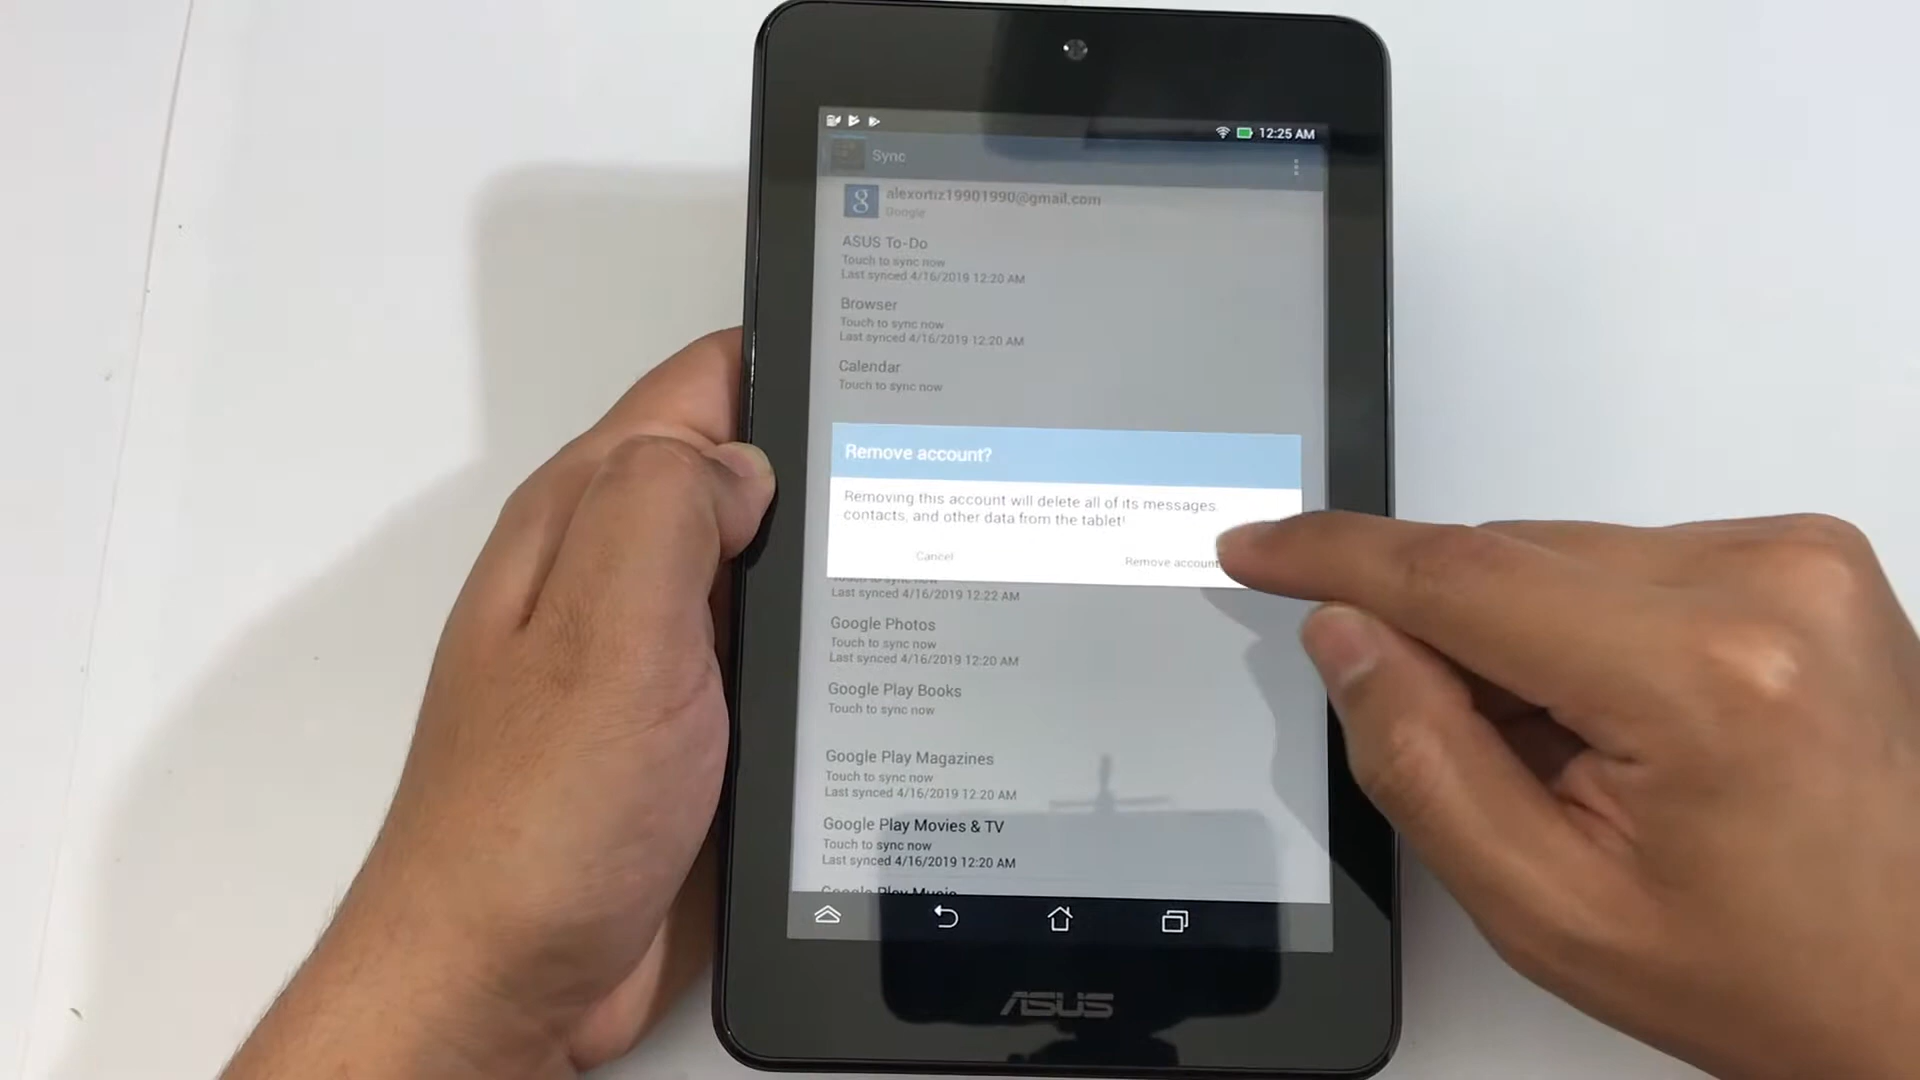 12:25 AM
Sync
alexortiz19901990@gmail.com
Google
ASUS To-Do
Touch to sync now
Last synced 4/16/2019 12:20 AM
Browser
Touch to sync now
Last synced 4/16/2019 12:20 AM
Calendar
Touch to sync now
Remove account?
Removing this account will delete all of its messages,
contacts, and other data from the tablet!
Cancel
Remove account
Touch to sync now
Last synced 4/16/2019 12:22 AM
Google Photos
Touch to sync now
Last synced 4/16/2019 12:20 AM
Google Play Books
Touch to sync now
Google Play Magazines
Touch to sync now
Last synced 4/16/2019 12:20 AM
Google Play Movies & TV
Touch to sync now
Last synced 4/16/2019 12:20 AM
Google Play Music
ASUS